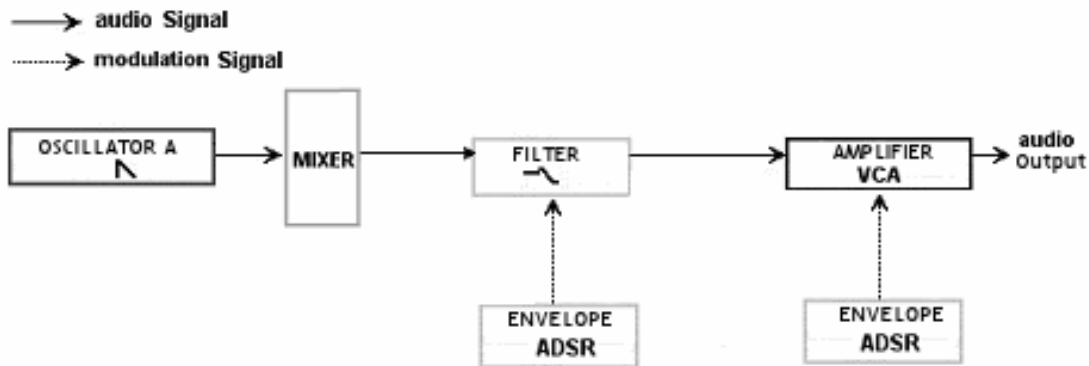 audio Signal
modulation Signal
OSCILLATOR A
MIXER
FILTER
AMPLIFIER
VCA
audio
Output
ENVELOPE
ADSR
ENVELOPE
ADSR